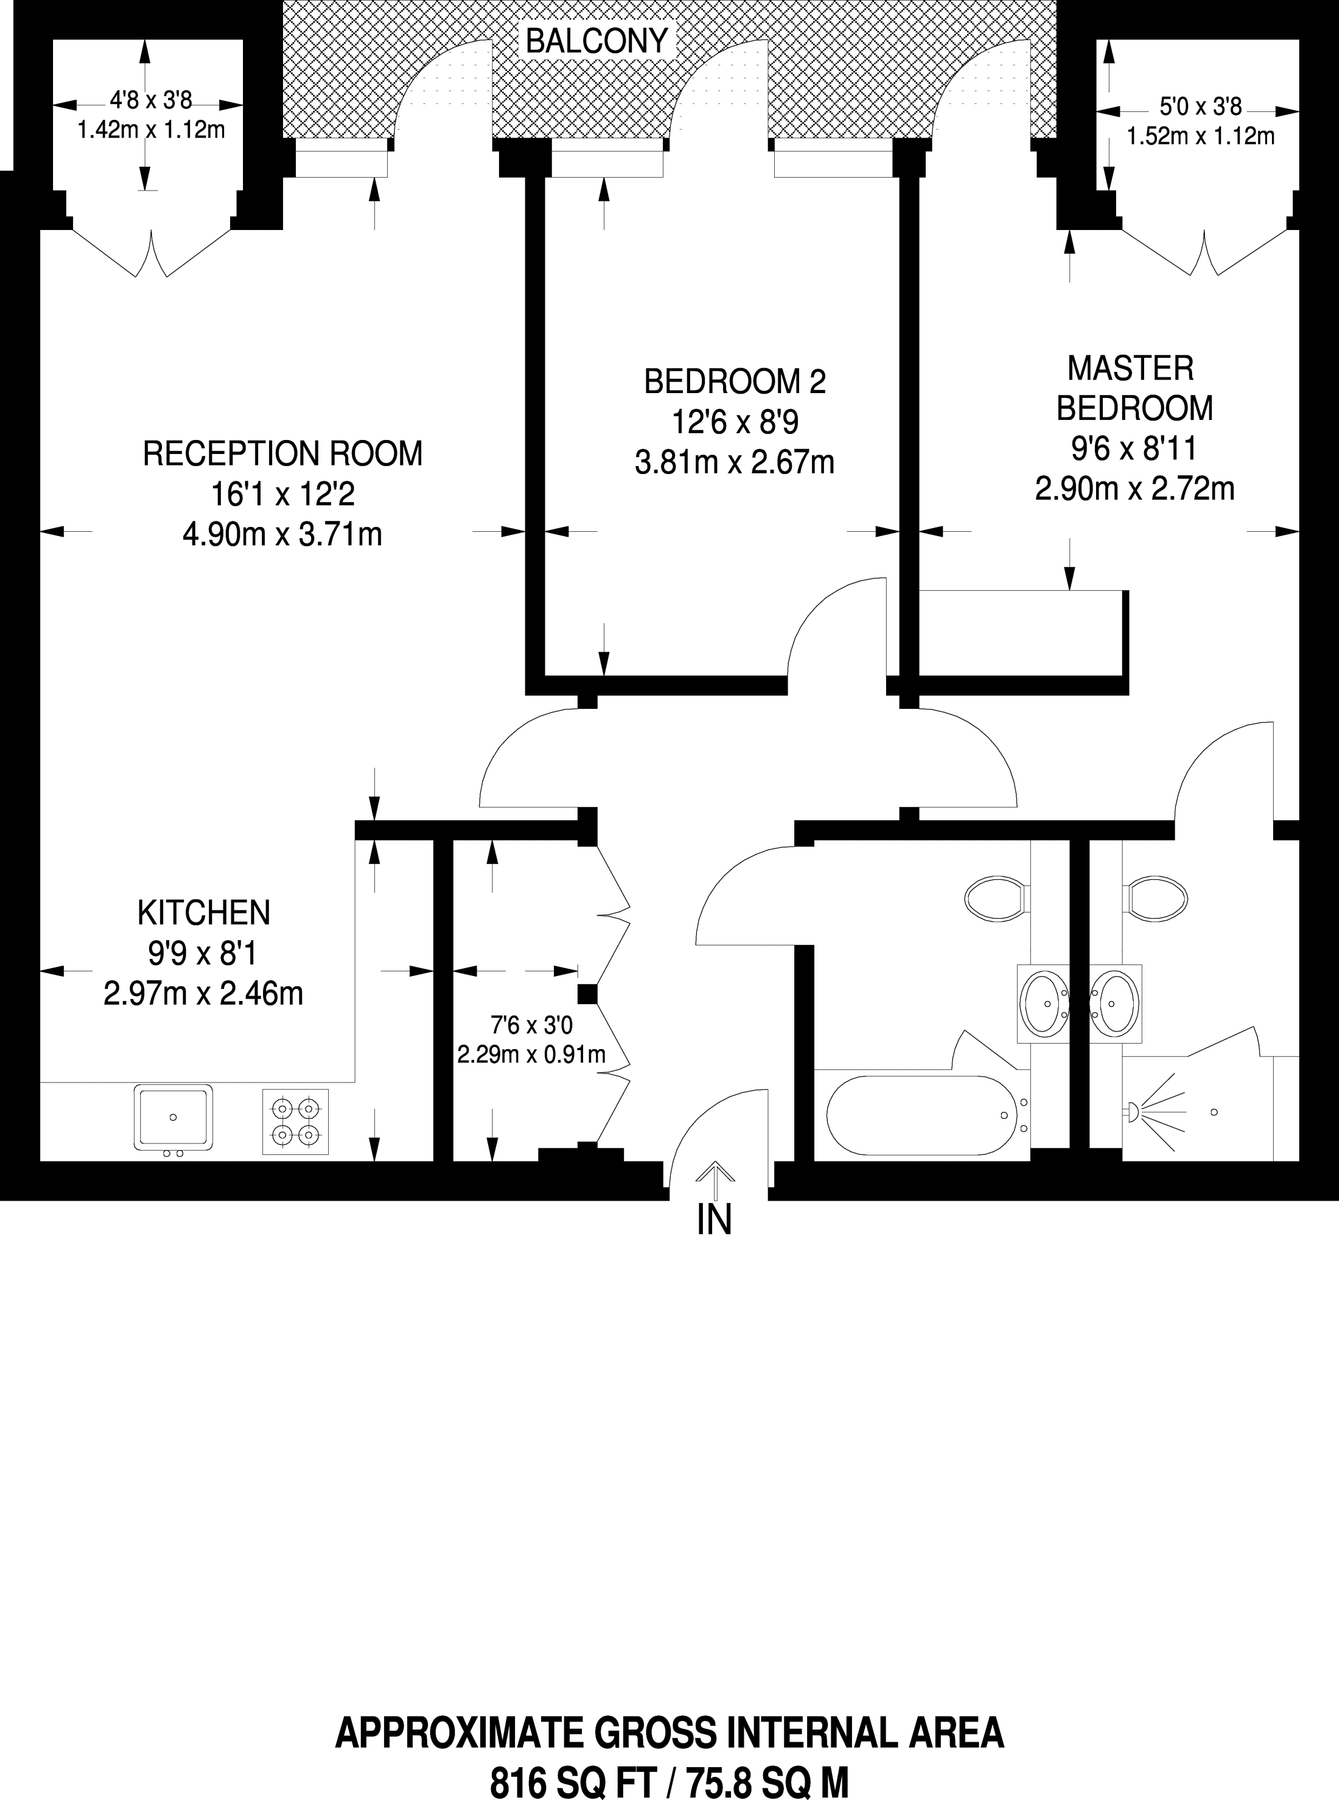 BALCONY
4'8 x 3'8
1.42m x 1.12m
5'0 x 3'8
1.52m x 1.12m
RECEPTION ROOM
16'1 x 12'2
4.90m x 3.71m
BEDROOM 2
12'6 x 8'9
3.81m x 2.67m
MASTER
BEDROOM
9'6 x 8'11
2.90m x 2.72m
KITCHEN
9'9 x 8'1
2.97m x 2.46m
7'6 x 3'0
2.29m x 0.91m
IN
APPROXIMATE GROSS INTERNAL AREA
816 SQ FT / 75.8 SQ M